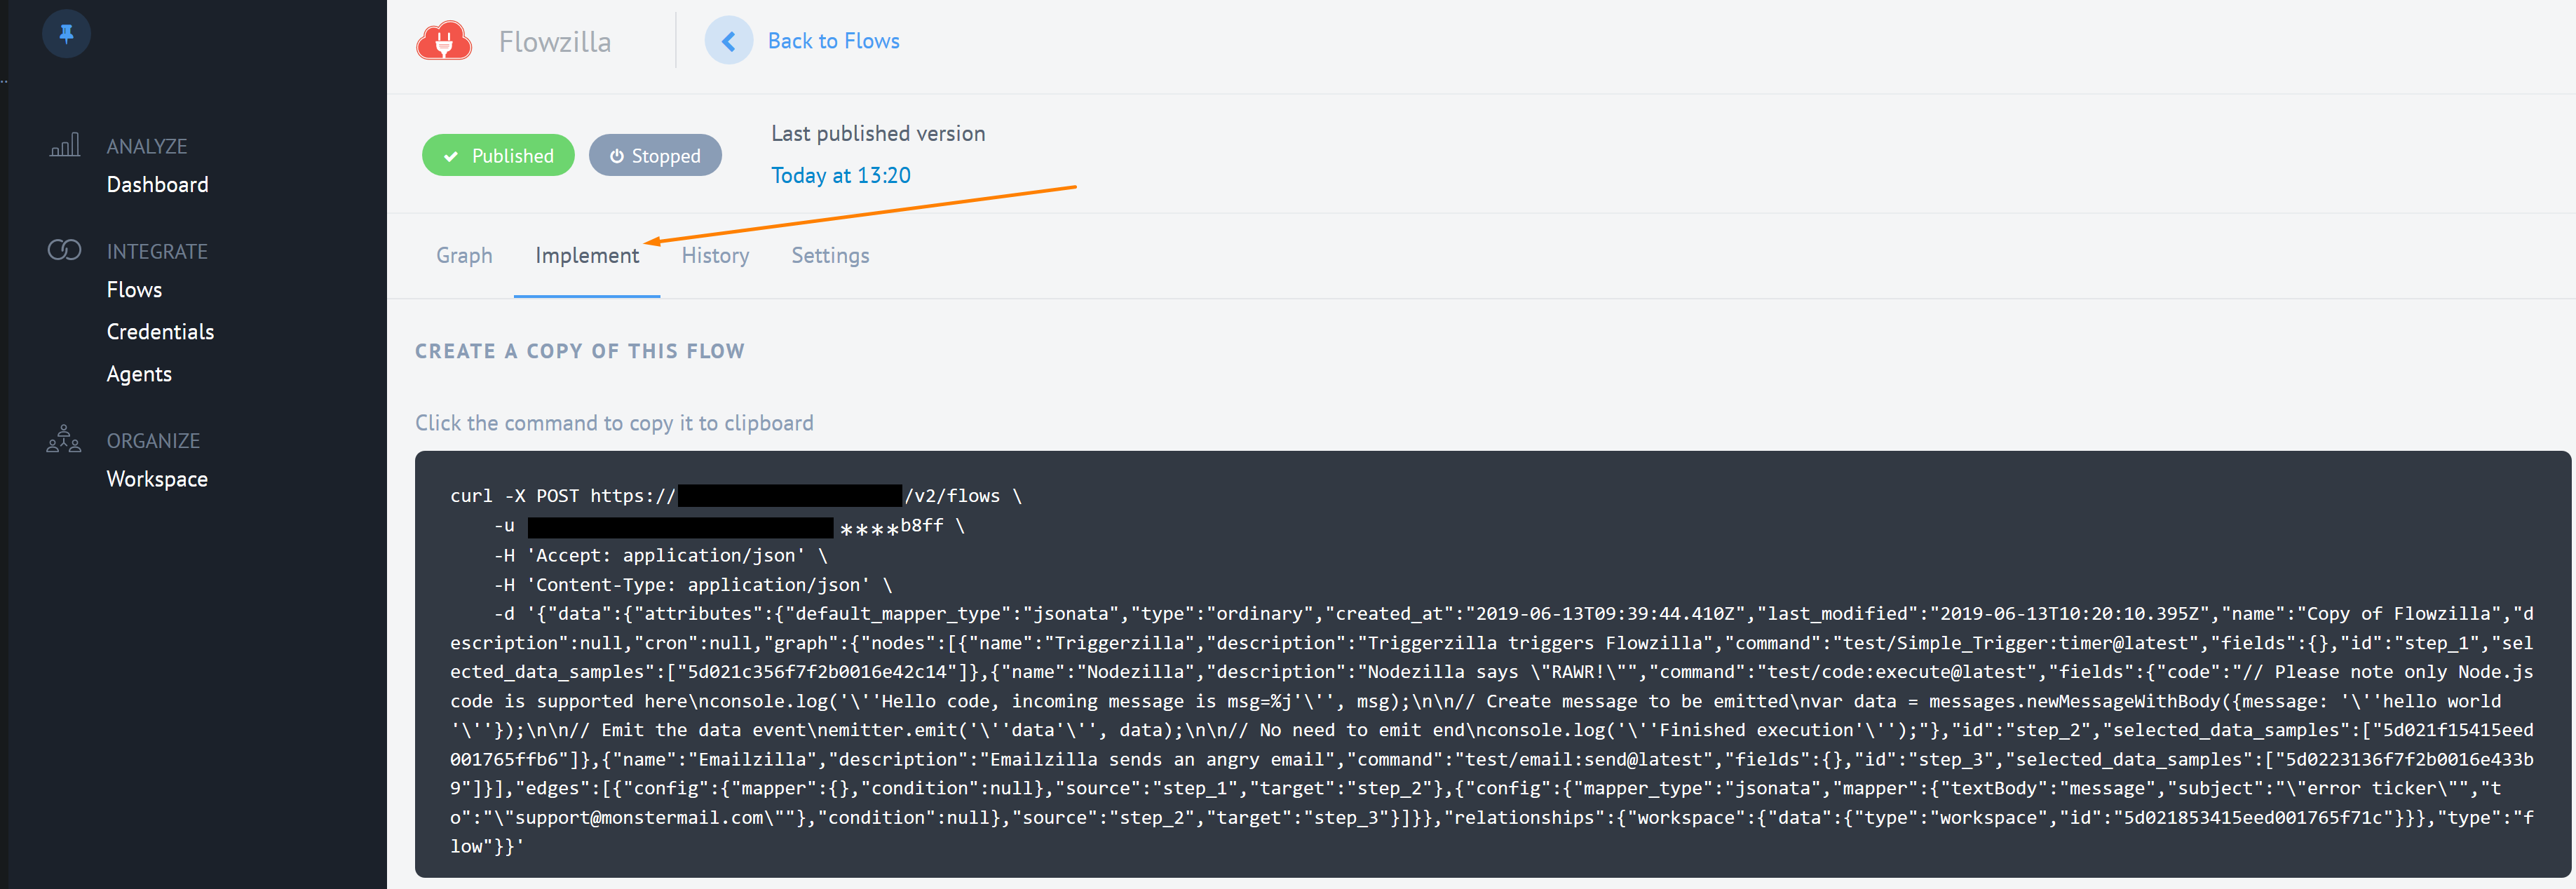 Flowzilla
Back to Flows
ANALYZE
Dashboard
INTEGRATE
Flows
Credentials
Agents
ORGANIZE
Workspace
Published
Stopped
Last published version
Today at 13:20
Graph
Implement
History
Settings
CREATE A COPY OF THIS FLOW
Click the command to copy it to clipboard
curl -X POST https:// /v2/flows \
-u ****b8ff \
-H 'Accept: application/json' \
-H 'Content-Type: application/json' \
-d '{"data":{"attributes":{"default_mapper_type":"jsonata","type":"ordinary","created_at":"2019-06-13T09:39:44.410Z","last_modified":"2019-06-13T10:20:10.395Z","name":"Copy of Flowzilla","d
escription":null,"cron":null,"graph":{"nodes":[{"name":"Triggerzilla","description":"Triggerzilla triggers Flowzilla","command":"test/Simple_Trigger:timer@latest","fields":{},"id":"step_1","sel
ected_data_samples":["5d021c356f7f2b0016e42c14"]},{"name":"Nodezilla","description":"Nodezilla says \"RAWR!\"","command":"test/code:execute@latest","fields":{"code":"// Please note only Node.js
code is supported here\nconsole.log('\''Hello code, incoming message is msg=%j'\'', msg);\n\n// Create message to be emitted\nvar data = messages.newMessageWithBody({message: '\''hello world
'\''});\n\n// Emit the data event\nemitter.emit('\''data'\'', data);\n\n// No need to emit end\nconsole.log('\''Finished execution'\'');"},"id":"step_2","selected_data_samples":["5d021f15415eed
001765ffb6"]},{"name":"Emailzilla","description":"Emailzilla sends an angry email","command":"test/email:send@latest","fields":{},"id":"step_3","selected_data_samples":["5d0223136f7f2b0016e433b
9"]}],"edges":[{"config":{"mapper":{},"condition":null},"source":"step_1","target":"step_2"},{"config":{"mapper_type":"jsonata","mapper":{"textBody":"message","subject":"\"error ticker\"","t
o":"\"support@monstermail.com\""},"condition":null},"source":"step_2","target":"step_3"}]}},"relationships":{"workspace":{"data":{"type":"workspace","id":"5d021853415eed001765f71c"}}},"type":"f
low"}}'